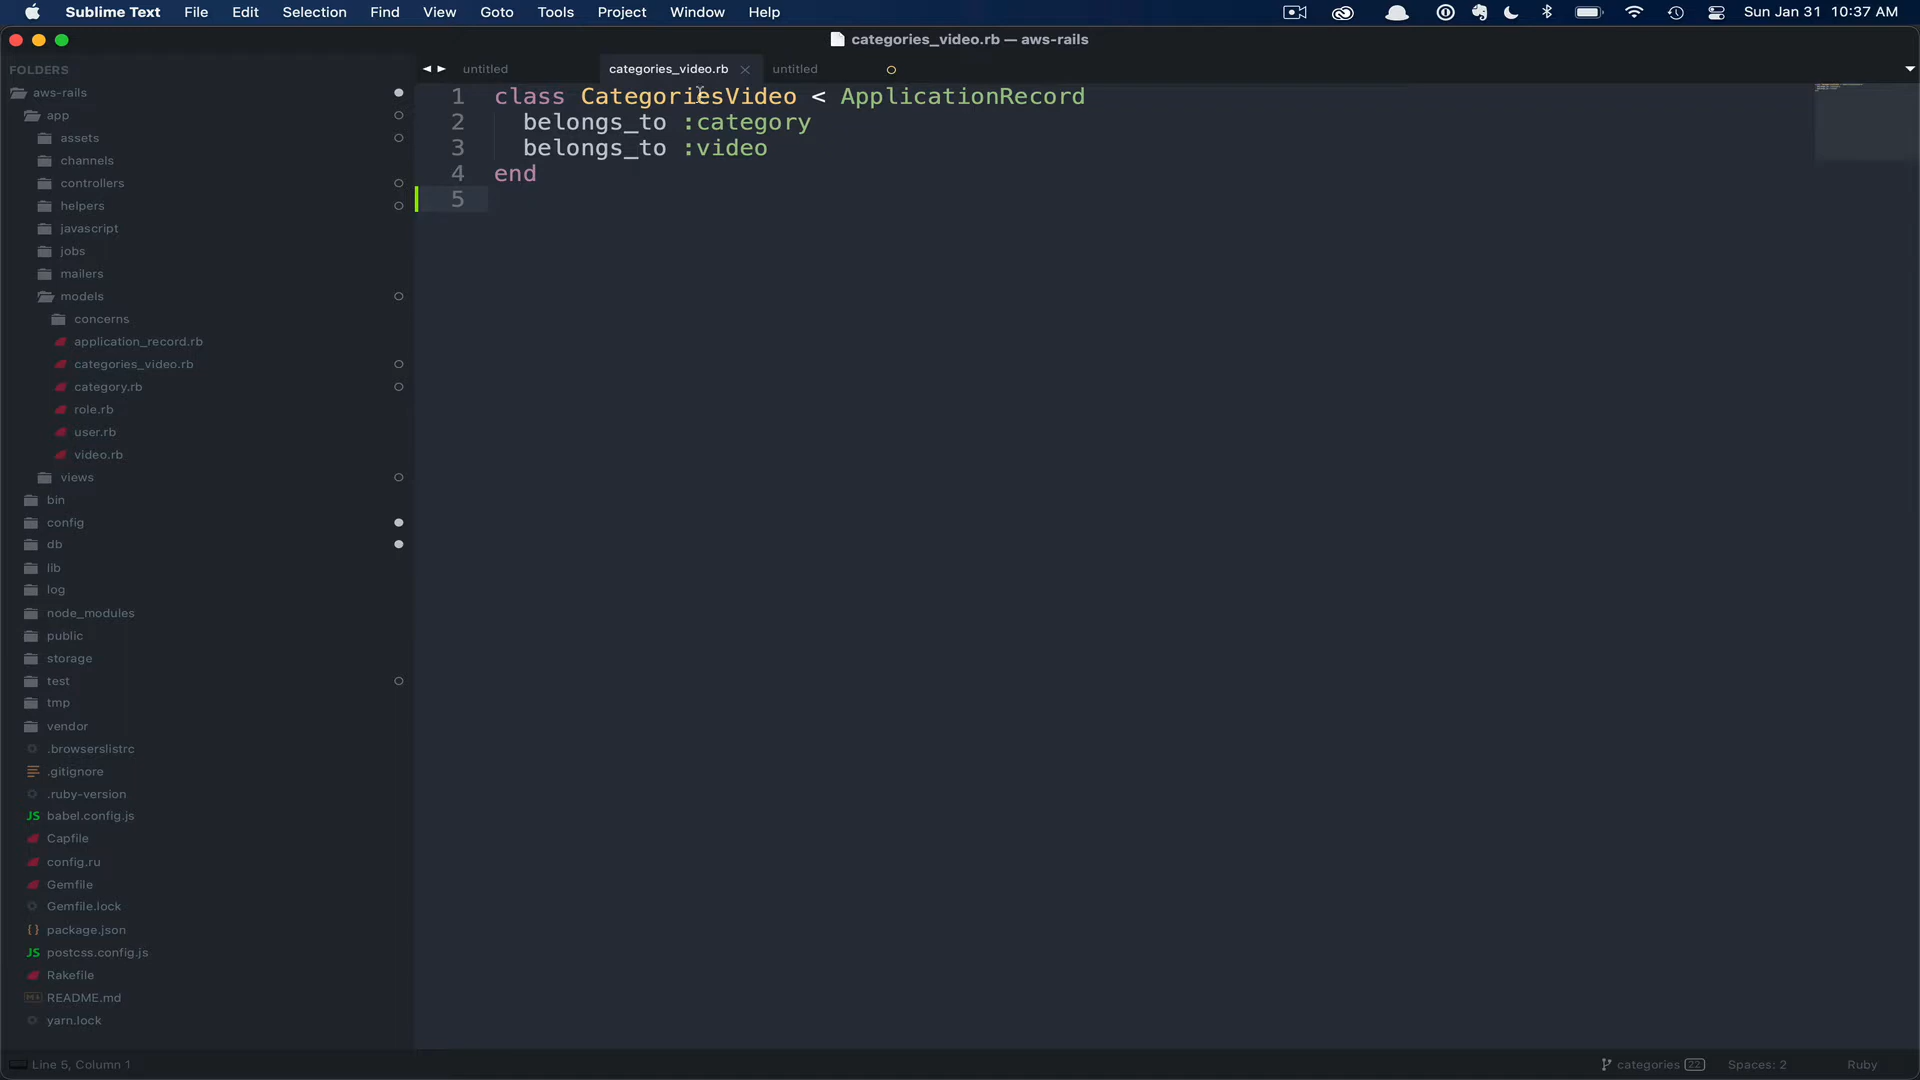 Sublime Text File Edit Selection Find View Goto Tools Project Window Help Sun Jan 31 10:37 AM
categories_video.rb — aws-rails
FOLDERS
untitled categories_video.rb untitled
aws-rails
app
assets
channels
controllers
helpers
javascript
jobs
mailers
models
concerns
application_record.rb
categories_video.rb
category.rb
role.rb
user.rb
video.rb
views
bin
config
db
lib
log
node_modules
public
storage
test
tmp
vendor
.browserslistrc
.gitignore
.ruby-version
JS babel.config.js
Capfile
config.ru
Gemfile
Gemfile.lock
{} package.json
JS postcss.config.js
Rakefile
README.md
yarn.lock
1 class CategoriesVideo < ApplicationRecord
2 belongs_to :category
3 belongs_to :video
4 end
5
Line 5, Column 1 categories 22 Spaces: 2 Ruby